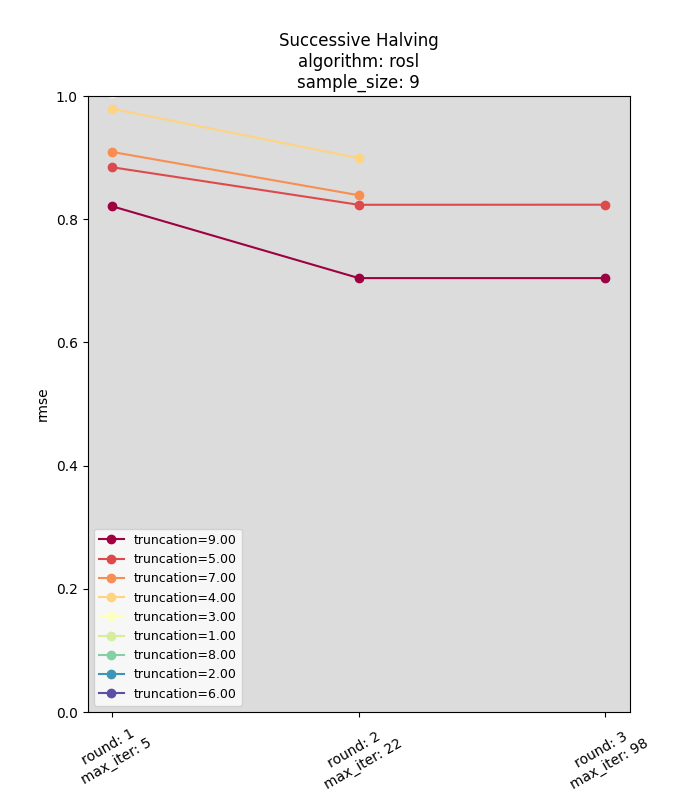 Successive Halving
algorithm: rosl
sample_size: 9
1.0
0.8
0.6
0.4
0.2
0.0
rmse
truncation=9.00
truncation=5.00
truncation=7.00
truncation=4.00
truncation=3.00
truncation=1.00
truncation=8.00
truncation=2.00
truncation=6.00
round: 1
max_iter: 5
round: 2
max_iter: 22
round: 3
max_iter: 98